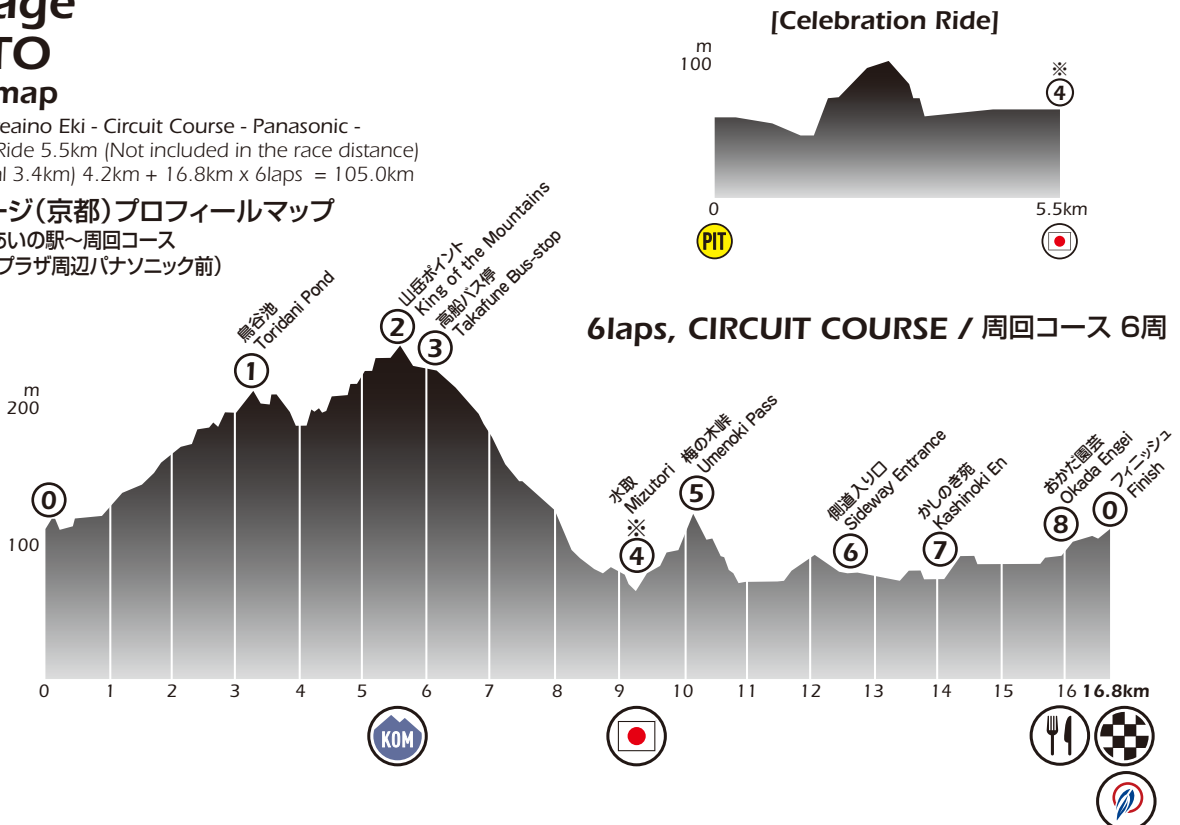 age
TO
map
eaino Eki - Circuit Course - Panasonic -
Ride 5.5km (Not included in the race distance)
al 3.4km) 4.2km + 16.8km x 6laps = 105.0km
ージ(京都)プロフィールマップ
あいの駅~周回コース
プラザ周辺パナソニック前)
[Celebration Ride]
m
100
※
4
0
5.5km
PIT
6laps, CIRCUIT COURSE / 周回コース 6周
m
200
100
0
1
鳥谷池
Toridani Pond
2
山岳ポイント
King of the Mountains
3
高船バス停
Takafune Bus-stop
水取
Mizutori
※
4
5
梅の木峠
Umenoki Pass
側道入り口
Sideway Entrance
6
かしのき苑
Kashinoki En
7
おかだ園芸
Okada Engei
8
フィニッシュ
Finish
0
0 1 2 3 4 5 6 7 8 9 10 11 12 13 14 15 16 16.8km
KOM